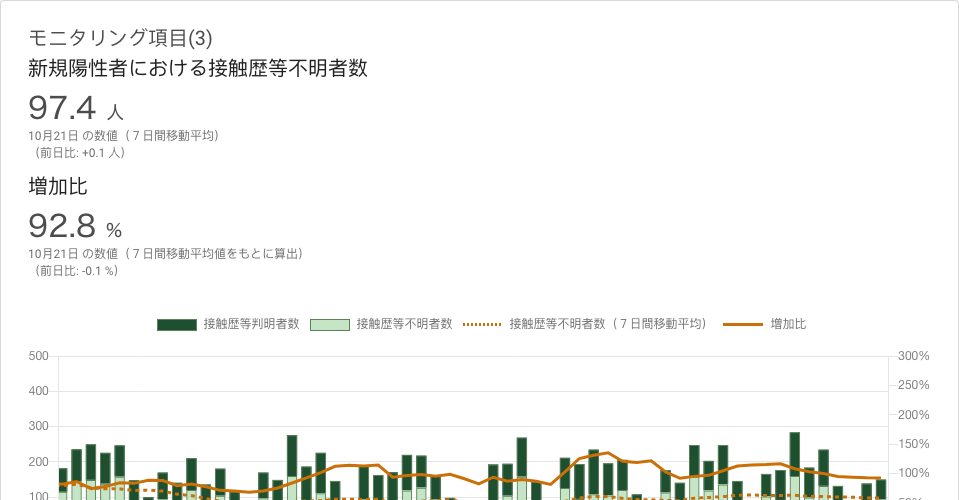 モニタリング項目(3)
新規陽性者における接触歴等不明者数
97.4 人
10月21日 の数値（７日間移動平均）
（前日比: +0.1 人）
増加比
92.8 %
10月21日 の数値（７日間移動平均値をもとに算出）
（前日比: -0.1 %）
接触歴等判明者数 接触歴等不明者数 接触歴等不明者数（７日間移動平均） 増加比
500 300%
250%
400
200%
300
150%
200
100%
100
50%